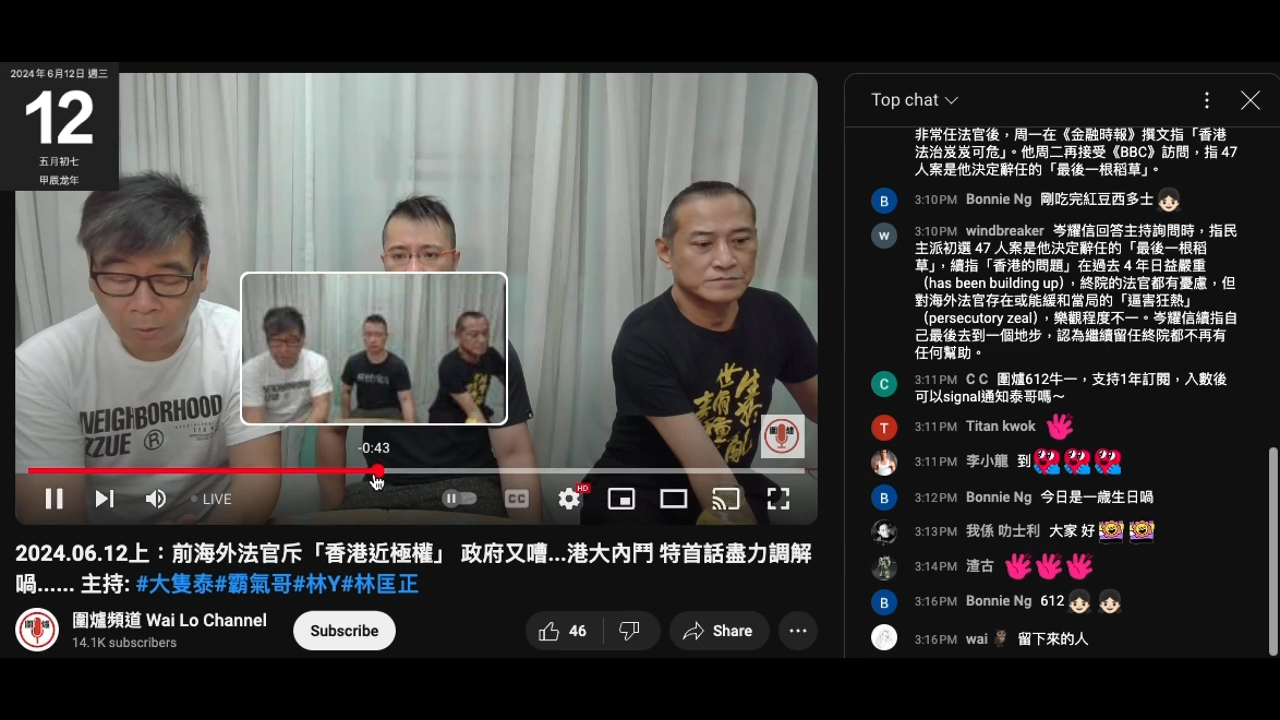 2024年6月12日 週三
12
五月初七
甲辰龙年
NEIGHBORHOOD
®
-0:43
LIVE
CC
HD
2024.06.12上：前海外法官斥「香港近極權」 政府又嘈...港大內鬥 特首話盡力調解
喎...... 主持: #大隻泰#霸氣哥#林Y#林匡正
圍爐頻道 Wai Lo Channel
14.1K subscribers
Subscribe
46
Share
Top chat
非常任法官後，周一在《金融時報》撰文指「香港
法治岌岌可危」。他周二再接受《BBC》訪問，指 47
人案是他決定辭任的「最後一根稻草」。
B 3:10PM Bonnie Ng 剛吃完紅豆西多士
w 3:10PM windbreaker 岑耀信回答主持詢問時，指民
主派初選 47 人案是他決定辭任的「最後一根稻
草」，續指「香港的問題」在過去 4 年日益嚴重
（has been building up），終院的法官都有憂慮，但
對海外法官存在或能緩和當局的「逼害狂熱」
（persecutory zeal），樂觀程度不一。岑耀信續指自
己最後去到一個地步，認為繼續留任終院都不再有
任何幫助。
C 3:11PM C C 圍爐612牛一，支持1年訂閱，入數後
可以signal通知泰哥嗎～
T 3:11PM Titan kwok
3:11PM 李小龍 到
B 3:12PM Bonnie Ng 今日是一歲生日喎
3:13PM 我係 叻士利 大家 好
3:14PM 渣古
B 3:16PM Bonnie Ng 612
3:16PM wai 留下來的人